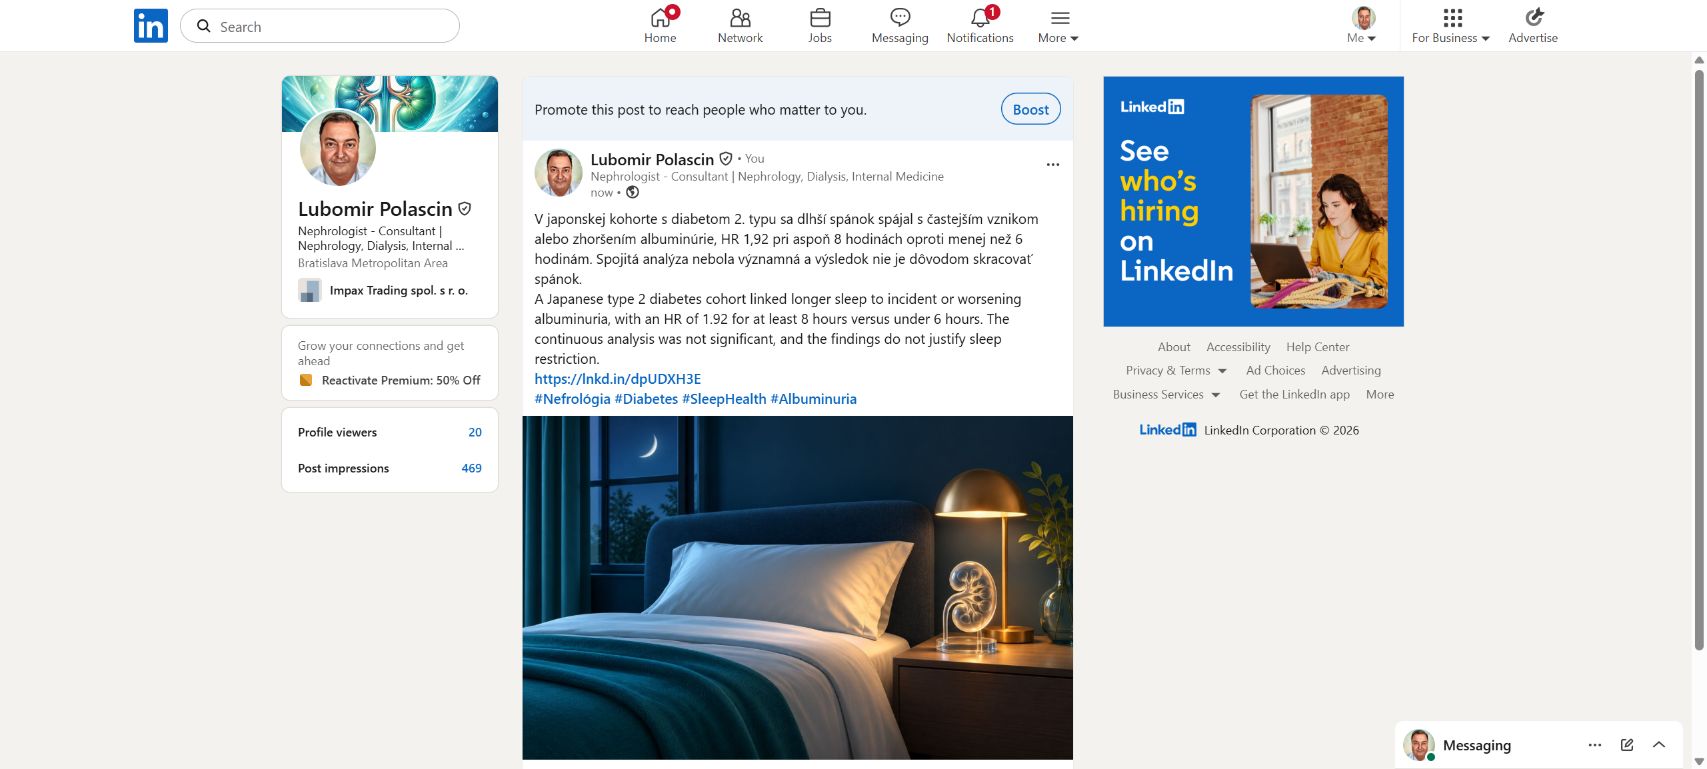 in
Search
Home
Network
Jobs
Messaging
1
Notifications
More
Me
For Business
Advertise
Lubomir Polascin
Nephrologist - Consultant |
Nephrology, Dialysis, Internal ...
Bratislava Metropolitan Area
Impax Trading spol. s r. o.
Grow your connections and get
ahead
Reactivate Premium: 50% Off
Profile viewers 20
Post impressions 469
Promote this post to reach people who matter to you.
Boost
Lubomir Polascin • You
Nephrologist - Consultant | Nephrology, Dialysis, Internal Medicine
now •
V japonskej kohorte s diabetom 2. typu sa dlhší spánok spájal s častejším vznikom
alebo zhoršením albuminúrie, HR 1,92 pri aspoň 8 hodinách oproti menej než 6
hodinám. Spojitá analýza nebola významná a výsledok nie je dôvodom skracovať
spánok.
A Japanese type 2 diabetes cohort linked longer sleep to incident or worsening
albuminuria, with an HR of 1.92 for at least 8 hours versus under 6 hours. The
continuous analysis was not significant, and the findings do not justify sleep
restriction.
https://lnkd.in/dpUDXH3E
#Nefrológia #Diabetes #SleepHealth #Albuminuria
LinkedIn
See
who's
hiring
on
LinkedIn
About Accessibility Help Center
Privacy & Terms Ad Choices Advertising
Business Services Get the LinkedIn app More
LinkedIn LinkedIn Corporation © 2026
Messaging